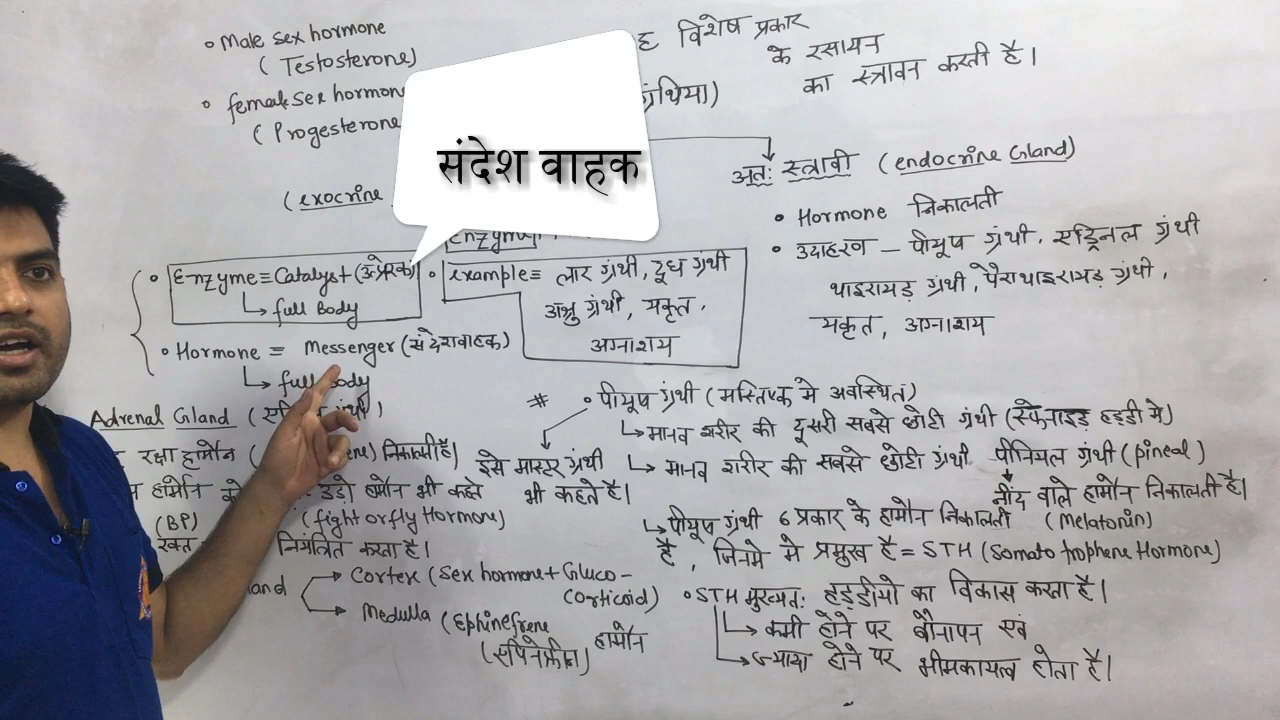 • Male sex hormone
( Testosterone)
• female sex hormone
( Progesterone
विशेष प्रकार
के रसायन
का स्त्रावन करती है।
ग्रंथिया)
संदेश वाहक
(exocrine
अतः स्त्रावी (endocrine Gland)
• Hormone निकालती
• उदाहरण – पीयूष ग्रंथी, एड्रिनल ग्रंथी
थाइरायड ग्रंथी, पैराथाइरायड ग्रंथी,
यकृत, अग्नाशय
• Enzyme = Catalyst (उत्प्रेरक)
↳ full Body
• Hormone = Messenger (संदेशवाहक)
↳ full Body
• example = लार ग्रंथी, दूध ग्रंथी
अश्रु ग्रंथी, यकृत,
अग्नाशय
Adrenal Gland (
रक्षा हार्मोन ( निकालती है।
हार्मोन उड़ो हार्मोन भी कहते
(BP) (fight or fly Hormone)
रक्त नियंत्रित करता है।
Cortex (Sex hormone + Gluco-
corticoid)
Medulla (Ephinefrene
(एपिनेफ्रीन) हार्मोन
# • पीयूष ग्रंथी (मस्तिष्क मे अवस्थित)
इसे मास्टर ग्रंथी
भी कहते है।
↳ मानव शरीर की दूसरी सबसे छोटी ग्रंथी (स्फेनाइड हड्डी मे)
↳ मानव शरीर की सबसे छोटी ग्रंथी पीनियल ग्रंथी (pineal)
नींद वाले हार्मोन निकालती है।
(Melatonin)
↳ पीयूष ग्रंथी 6 प्रकार के हार्मोन निकालती
है, जिनमे मे प्रमुख है = STH (Somato trophene Hormone)
• STH मुख्यतः हड्डीयो का विकास करता है।
↳ कमी होने पर बौनापन एवं
↳ ज्यादा होने पर भीमकायत्व होता है।